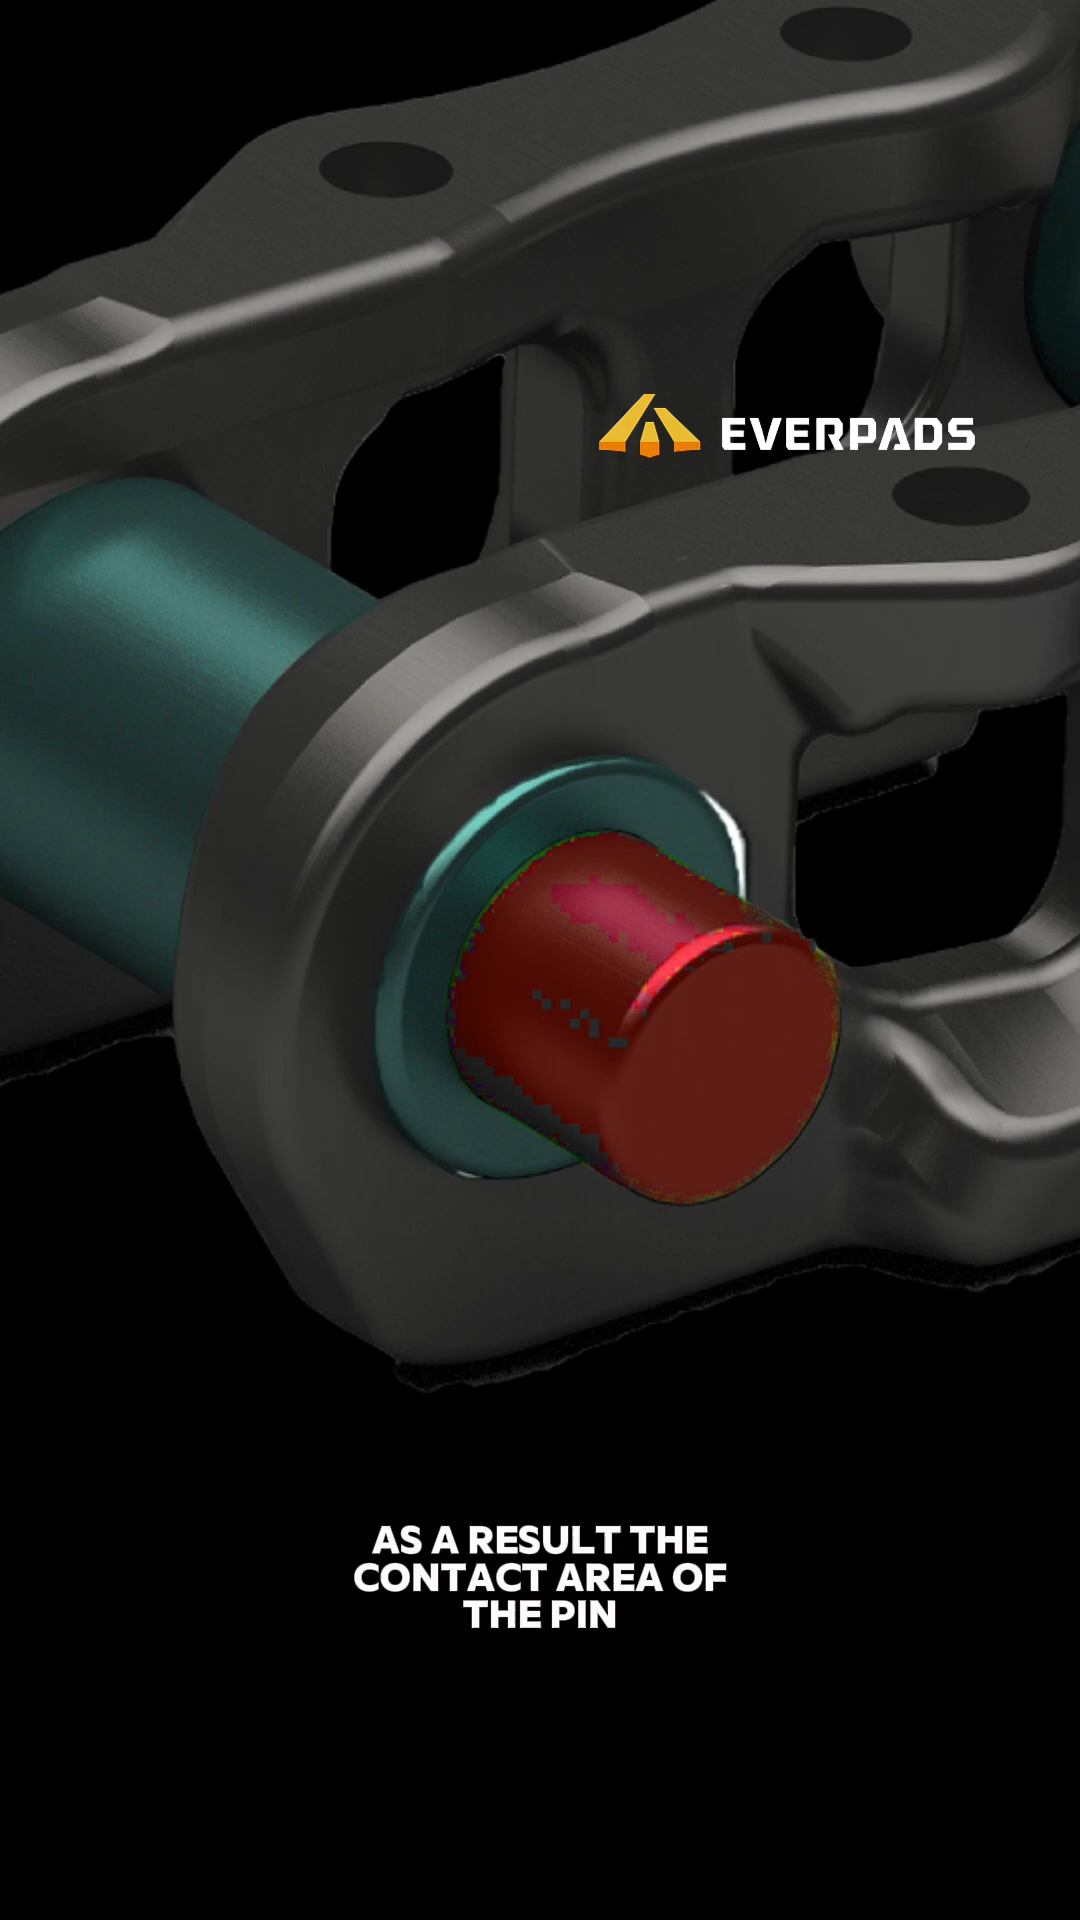 EVERPADS
AS A RESULT THE
CONTACT AREA OF
THE PIN